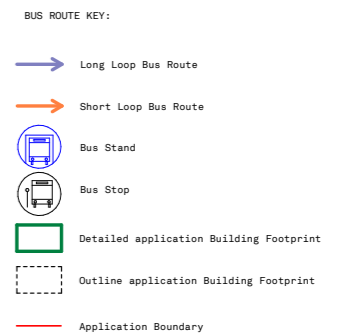 BUS ROUTE KEY:
Long Loop Bus Route
Short Loop Bus Route
Bus Stand
Bus Stop
Detailed application Building Footprint
Outline application Building Footprint
Application Boundary